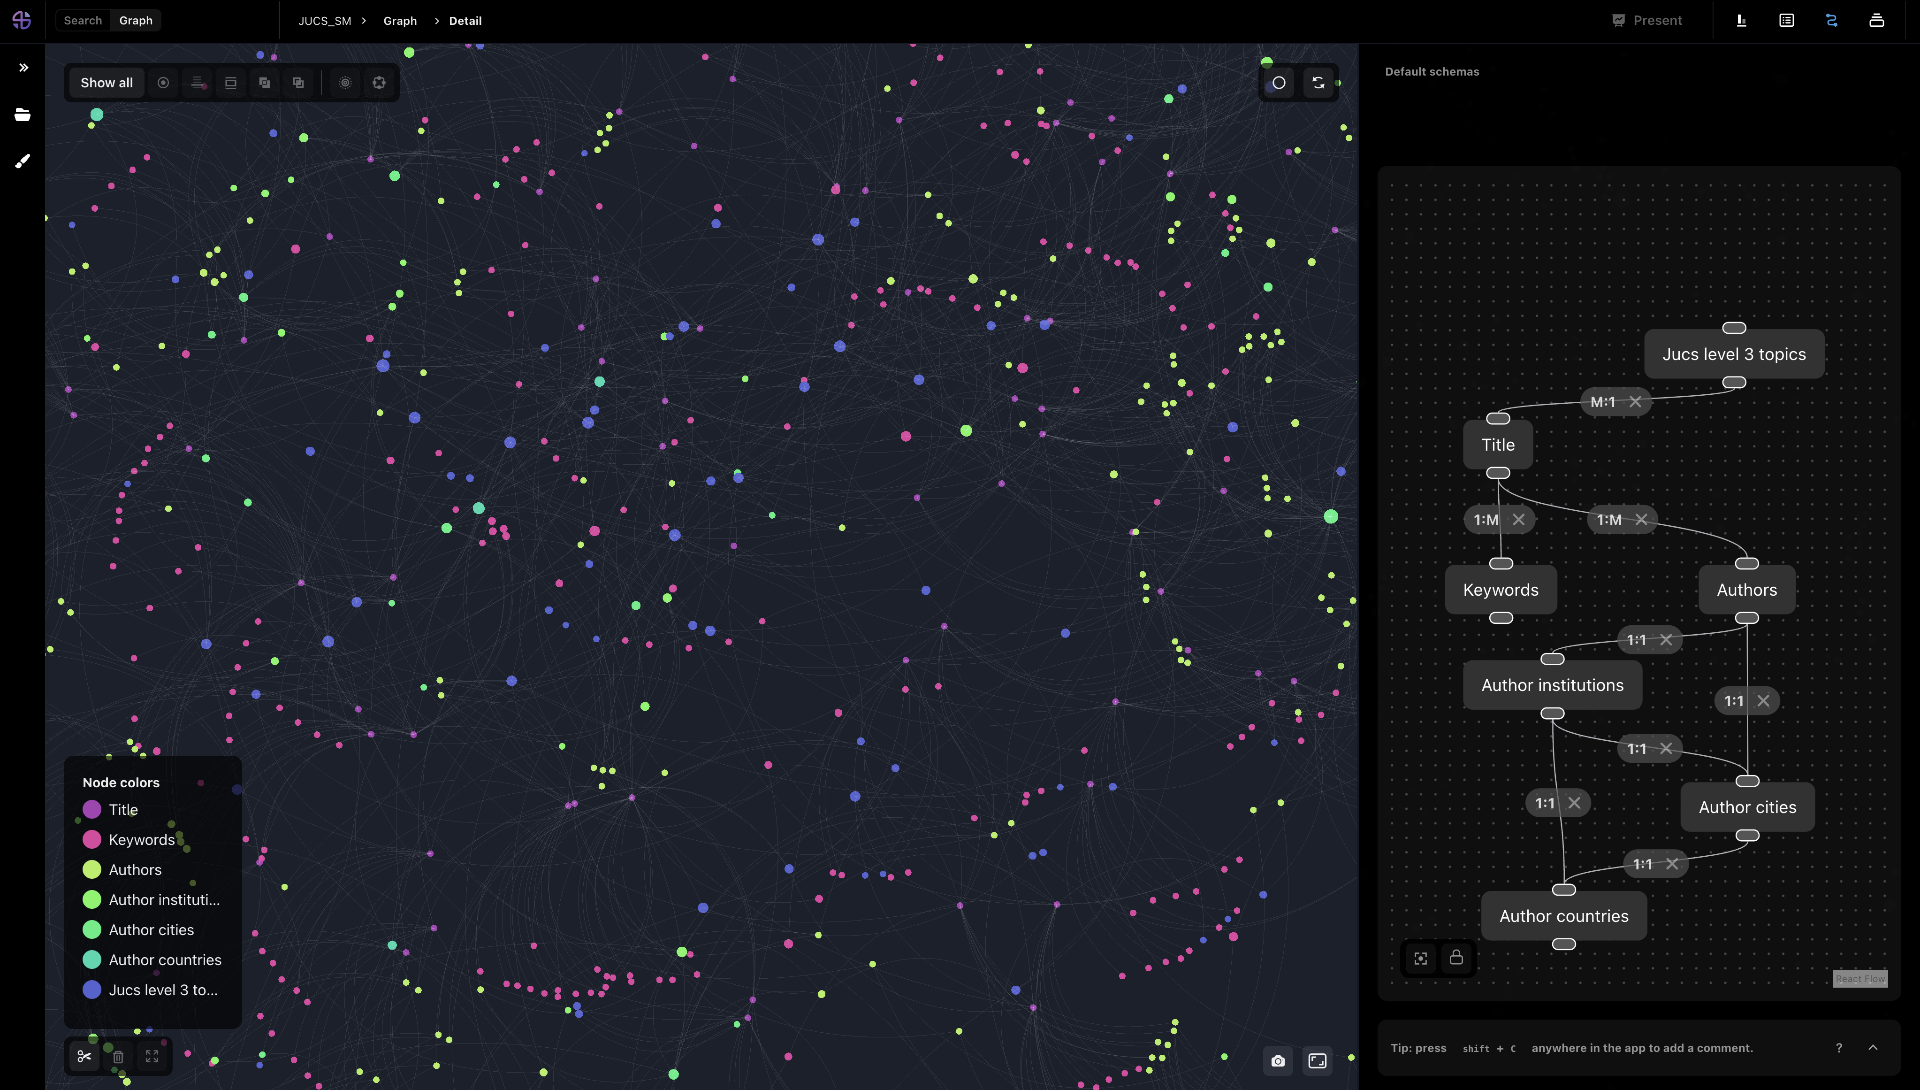 Search Graph
JUCS_SM > Graph > Detail
Present
Show all
Default schemas
Jucs level 3 topics
M:1
Title
1:M
1:M
Keywords
Authors
1:1
Author institutions
1:1
1:1
1:1
Author cities
1:1
Author countries
React Flow
Node colors
Title
Keywords
Authors
Author instituti...
Author cities
Author countries
Jucs level 3 to...
Tip: press shift + C anywhere in the app to add a comment.
?